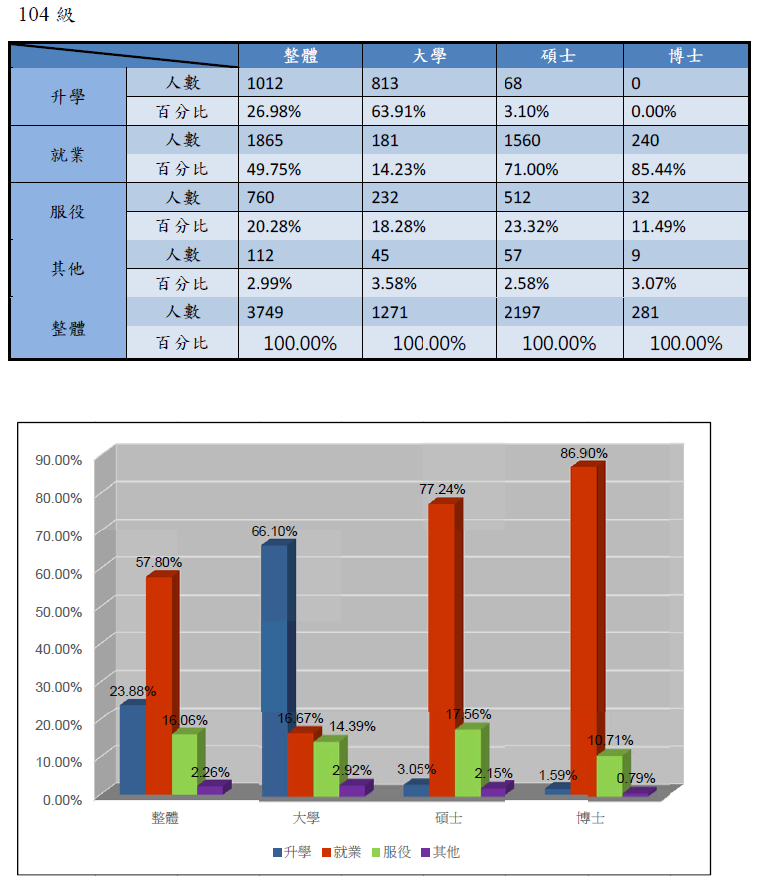 104 級
整體 大學 碩士 博士
升學 人數 1012 813 68 0
百分比 26.98% 63.91% 3.10% 0.00%
就業 人數 1865 181 1560 240
百分比 49.75% 14.23% 71.00% 85.44%
服役 人數 760 232 512 32
百分比 20.28% 18.28% 23.32% 11.49%
其他 人數 112 45 57 9
百分比 2.99% 3.58% 2.58% 3.07%
整體 人數 3749 1271 2197 281
百分比 100.00% 100.00% 100.00% 100.00%
90.00%
80.00%
70.00%
60.00%
50.00%
40.00%
30.00%
20.00%
10.00%
0.00%
23.88% 57.80% 16.06% 2.26%
66.10% 16.67% 14.39% 2.92%
3.05% 77.24% 17.56% 2.15%
1.59% 86.90% 10.71% 0.79%
整體 大學 碩士 博士
升學 就業 服役 其他